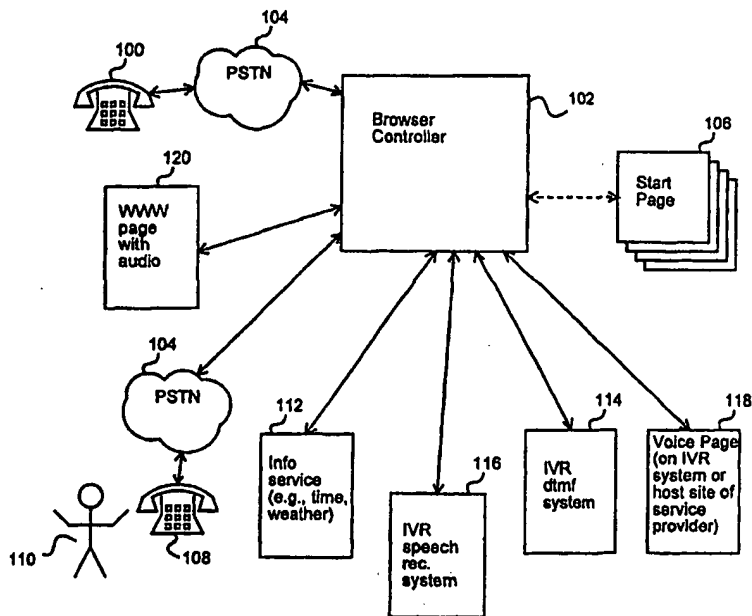 104
100
PSTN
Browser
Controller
102
106
Start
Page
120
WWW
page
with
audio
104
PSTN
112
Info
service
(e.g., time,
weather)
116
IVR
speech
rec.
system
114
IVR
dtmf
system
118
Voice Page
(on IVR
system or
host site of
service
provider)
110
108